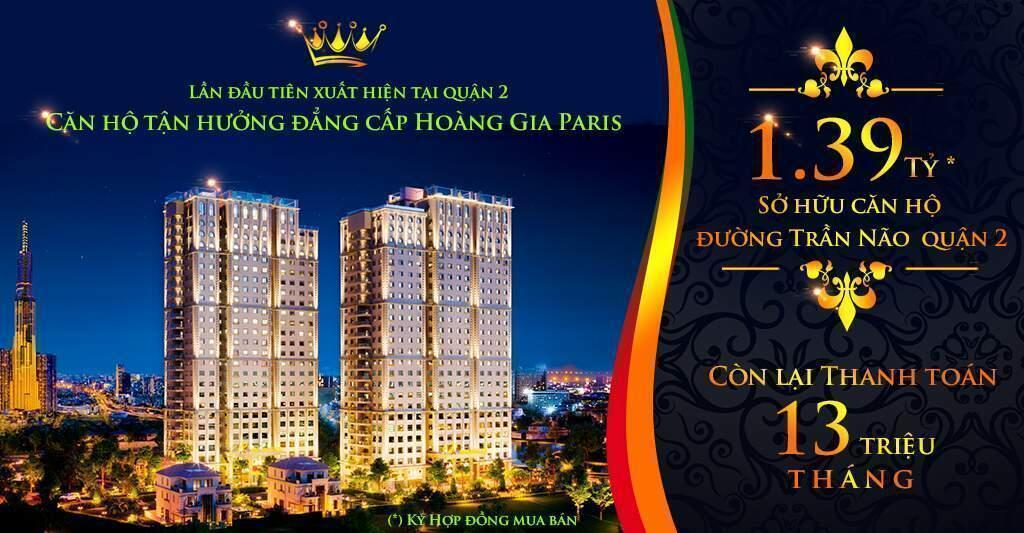 LẦN ĐẦU TIÊN XUẤT HIỆN TẠI QUẬN 2
CĂN HỘ TẬN HƯỞNG ĐẲNG CẤP HOÀNG GIA PARIS
1.39 TỶ *
SỞ HỮU CĂN HỘ
ĐƯỜNG TRẦN NÃO QUẬN 2
CÒN LẠI THANH TOÁN
13 TRIỆU
THÁNG
(*) KÝ HỢP ĐỒNG MUA BÁN